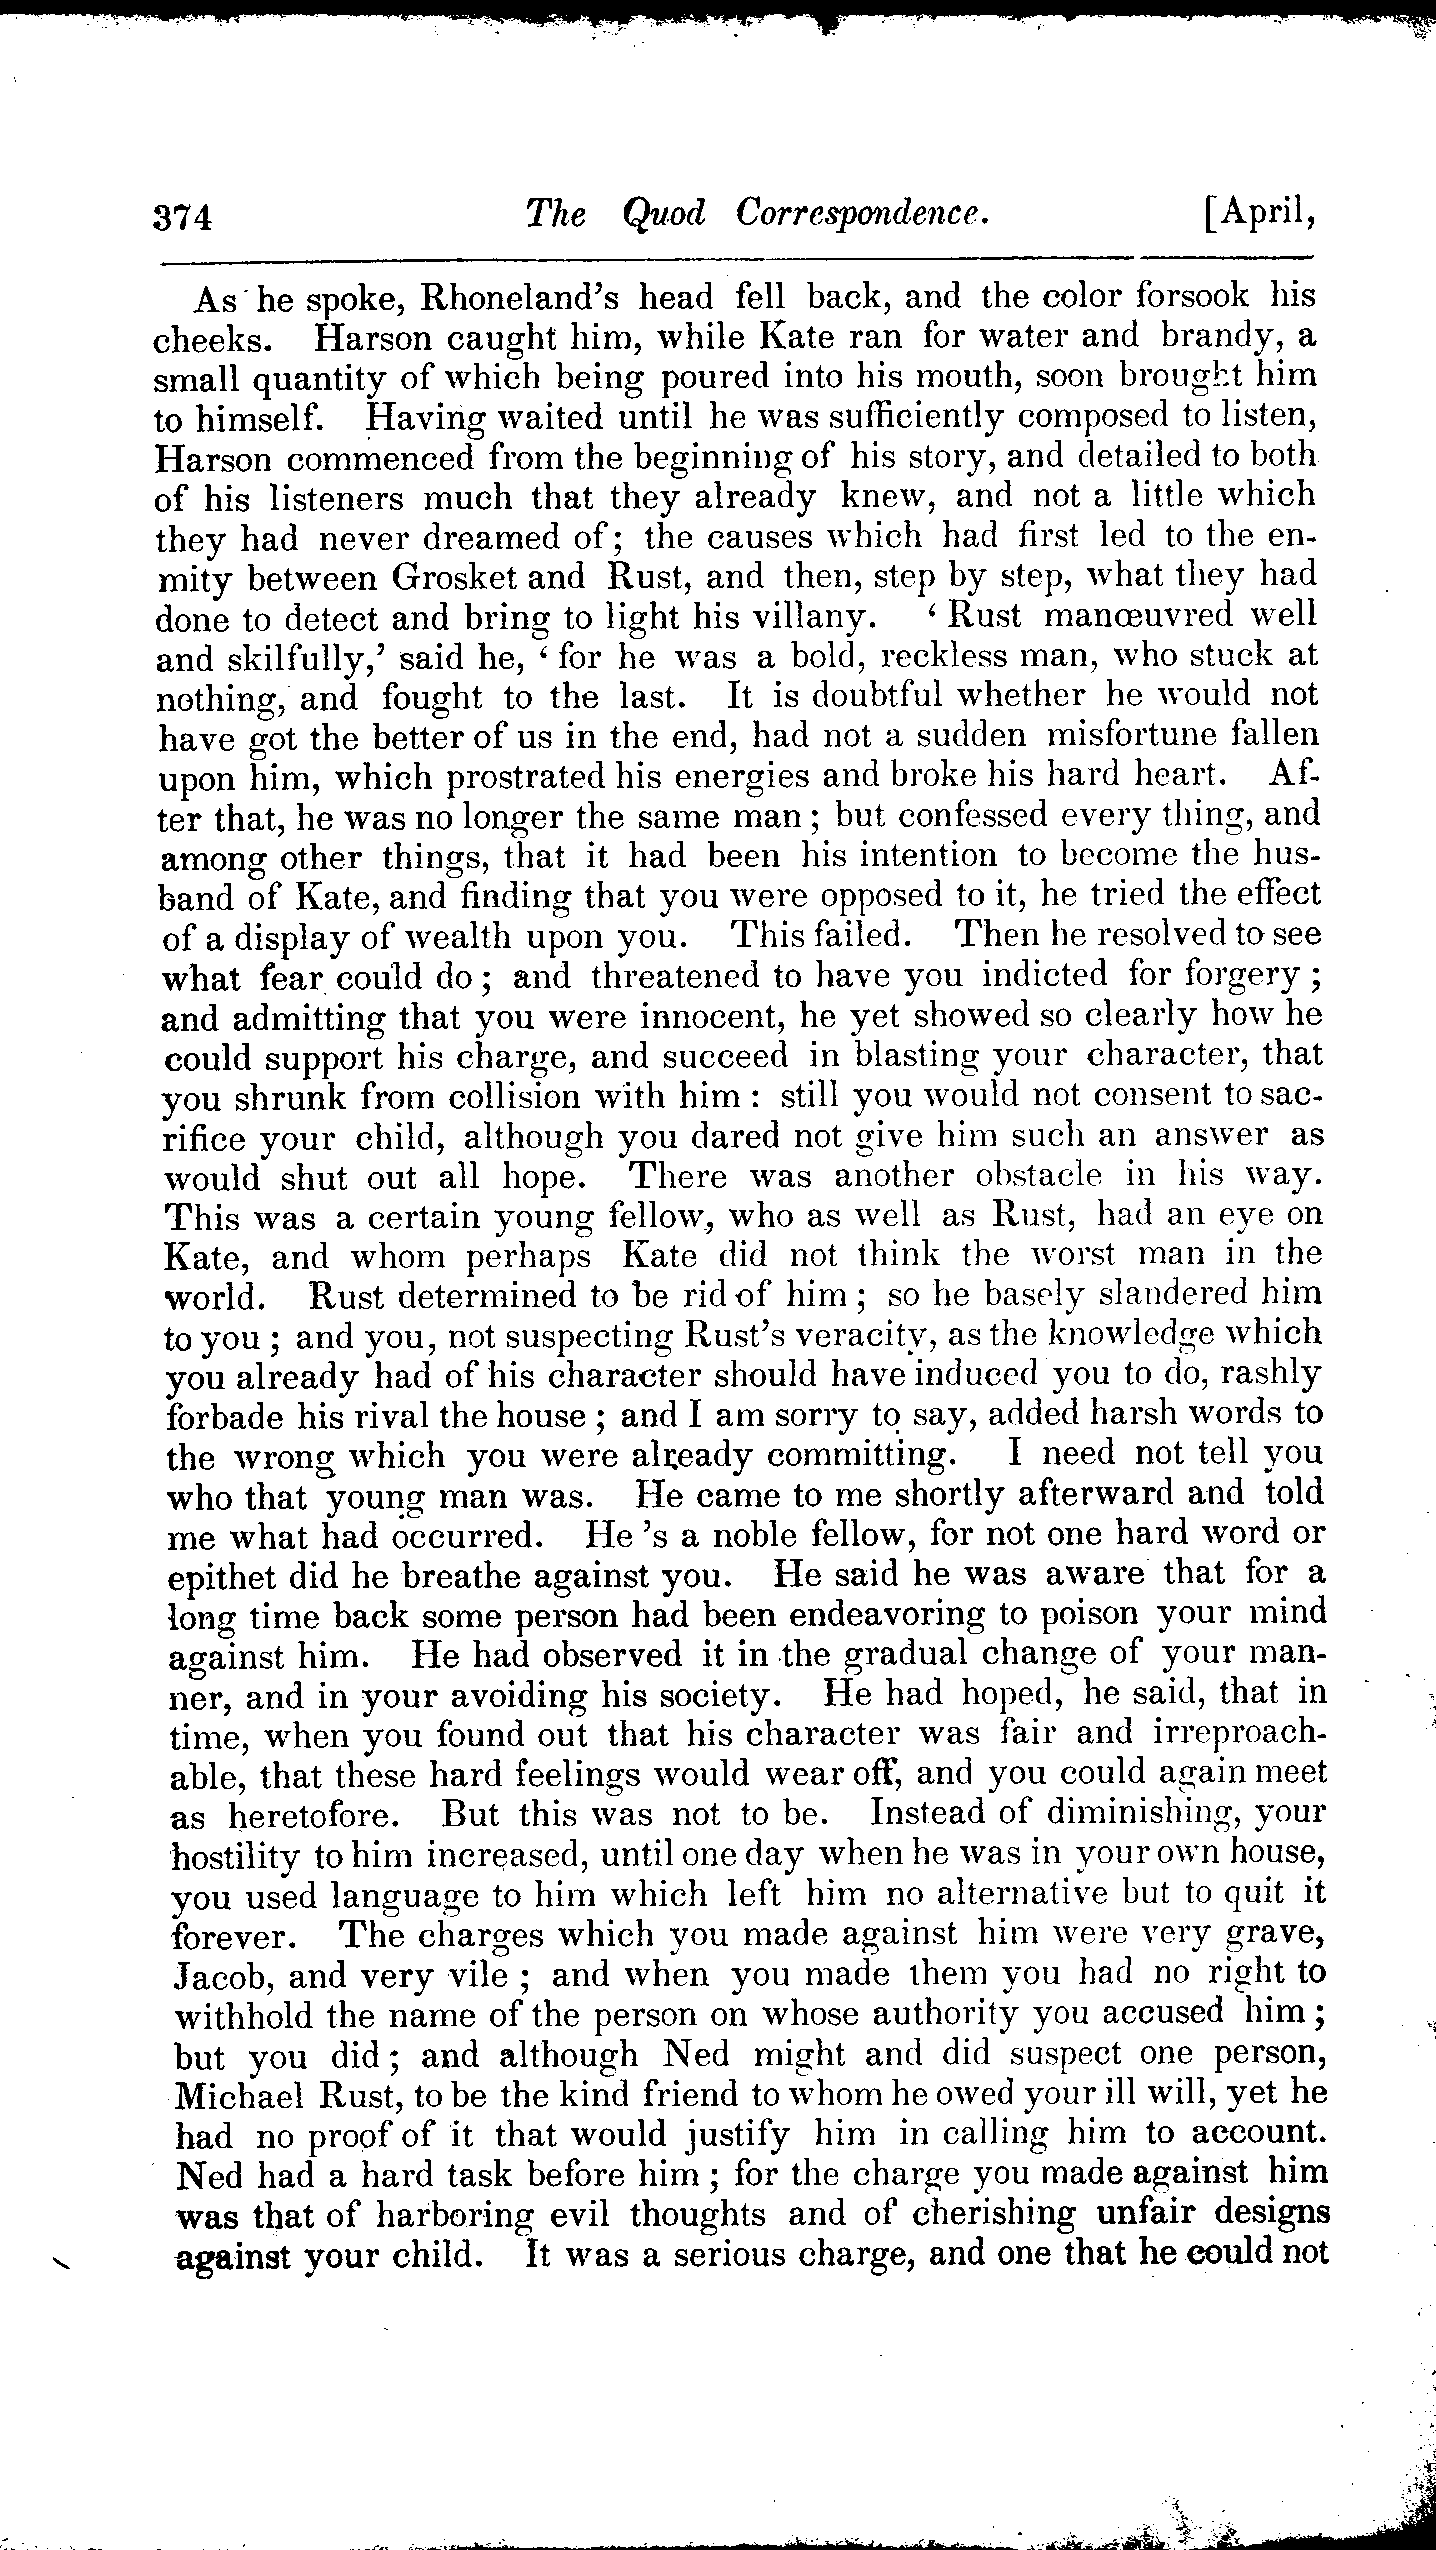 374 The Quod Correspondence. [April,
As he spoke, Rhoneland's head fell back, and the color forsook his
cheeks. Harson caught him, while Kate ran for water and brandy, a
small quantity of which being poured into his mouth, soon brought him
to himself. Having waited until he was sufficiently composed to listen,
Harson commenced from the beginning of his story, and detailed to both
of his listeners much that they already knew, and not a little which
they had never dreamed of; the causes which had first led to the en-
mity between Grosket and Rust, and then, step by step, what they had
done to detect and bring to light his villany. ‘Rust manœuvred well
and skilfully,’ said he, ‘for he was a bold, reckless man, who stuck at
nothing, and fought to the last. It is doubtful whether he would not
have got the better of us in the end, had not a sudden misfortune fallen
upon him, which prostrated his energies and broke his hard heart. Af-
ter that, he was no longer the same man; but confessed every thing, and
among other things, that it had been his intention to become the hus-
band of Kate, and finding that you were opposed to it, he tried the effect
of a display of wealth upon you. This failed. Then he resolved to see
what fear could do; and threatened to have you indicted for forgery;
and admitting that you were innocent, he yet showed so clearly how he
could support his charge, and succeed in blasting your character, that
you shrunk from collision with him: still you would not consent to sac-
rifice your child, although you dared not give him such an answer as
would shut out all hope. There was another obstacle in his way.
This was a certain young fellow, who as well as Rust, had an eye on
Kate, and whom perhaps Kate did not think the worst man in the
world. Rust determined to be rid of him; so he basely slandered him
to you; and you, not suspecting Rust's veracity, as the knowledge which
you already had of his character should have induced you to do, rashly
forbade his rival the house; and I am sorry to say, added harsh words to
the wrong which you were already committing. I need not tell you
who that young man was. He came to me shortly afterward and told
me what had occurred. He 's a noble fellow, for not one hard word or
epithet did he breathe against you. He said he was aware that for a
long time back some person had been endeavoring to poison your mind
against him. He had observed it in the gradual change of your man-
ner, and in your avoiding his society. He had hoped, he said, that in
time, when you found out that his character was fair and irreproach-
able, that these hard feelings would wear off, and you could again meet
as heretofore. But this was not to be. Instead of diminishing, your
hostility to him increased, until one day when he was in your own house,
you used language to him which left him no alternative but to quit it
forever. The charges which you made against him were very grave,
Jacob, and very vile; and when you made them you had no right to
withhold the name of the person on whose authority you accused him;
but you did; and although Ned might and did suspect one person,
Michael Rust, to be the kind friend to whom he owed your ill will, yet he
had no proof of it that would justify him in calling him to account.
Ned had a hard task before him; for the charge you made against him
was that of harboring evil thoughts and of cherishing unfair designs
against your child. It was a serious charge, and one that he could not